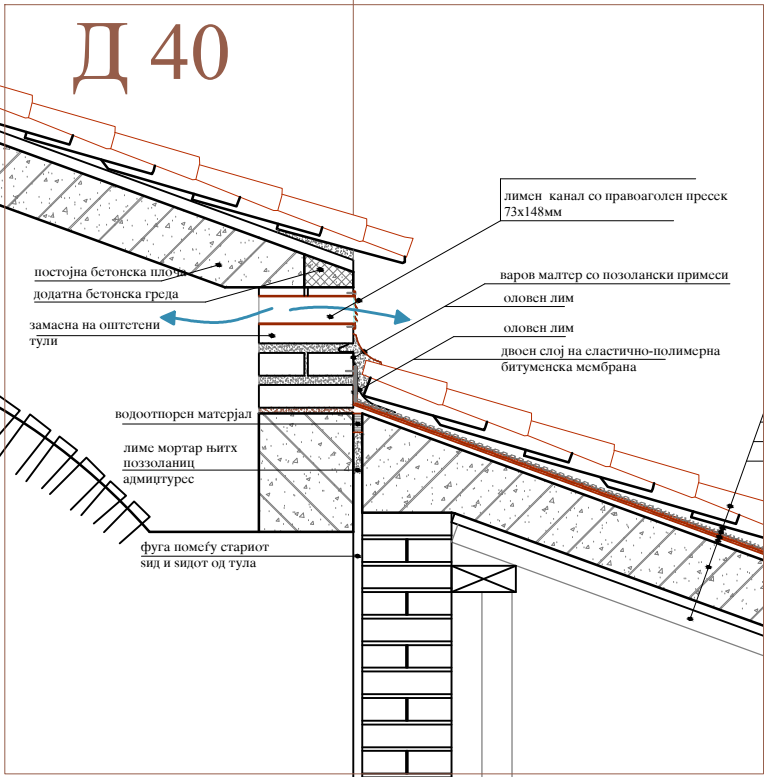 Д 40
лимен канал со правоаголен пресек
73x148мм
постојна бетонска плоча
додатна бетонска греда
варов малтер со позолански примеси
оловен лим
замаена на оштетени
тули
оловен лим
двоен слој на еластично-полимерна
битуменска мембрана
водоотпорен матерјал
лиме мортар њитх
поззоланиц
адмиџтурес
фуга помеѓу стариот
ѕид и ѕидот од тула